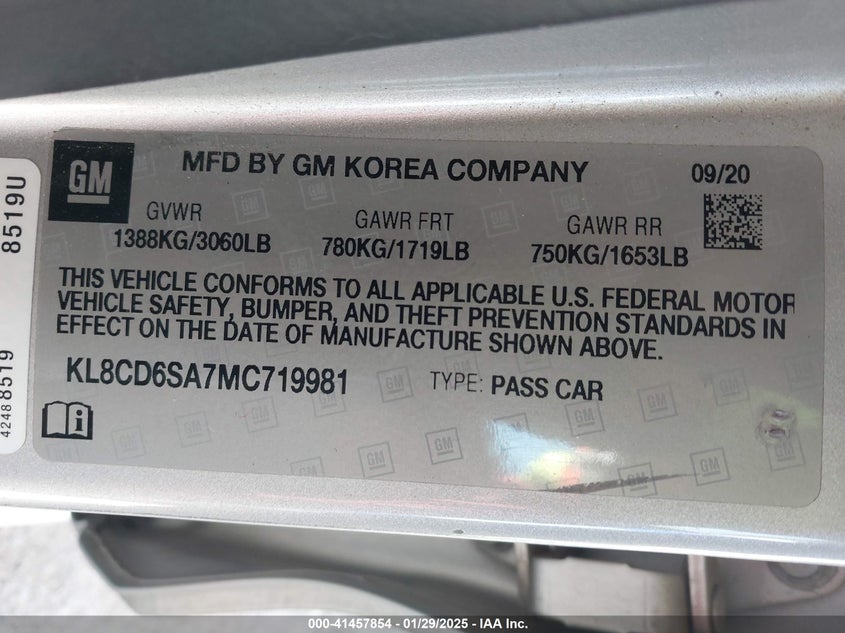 GM
MFD BY GM KOREA COMPANY
09/20
GVWR
GAWR FRT
GAWR RR
1388KG/3060LB
780KG/1719LB
750KG/1653LB
THIS VEHICLE CONFORMS TO ALL APPLICABLE U.S. FEDERAL MOTOR
VEHICLE SAFETY, BUMPER, AND THEFT PREVENTION STANDARDS IN
EFFECT ON THE DATE OF MANUFACTURE SHOWN ABOVE.
KL8CD6SA7MC719981
TYPE: PASS CAR
8519U
42488519
000-41457854 | 01/29/2025 | IAA Inc.